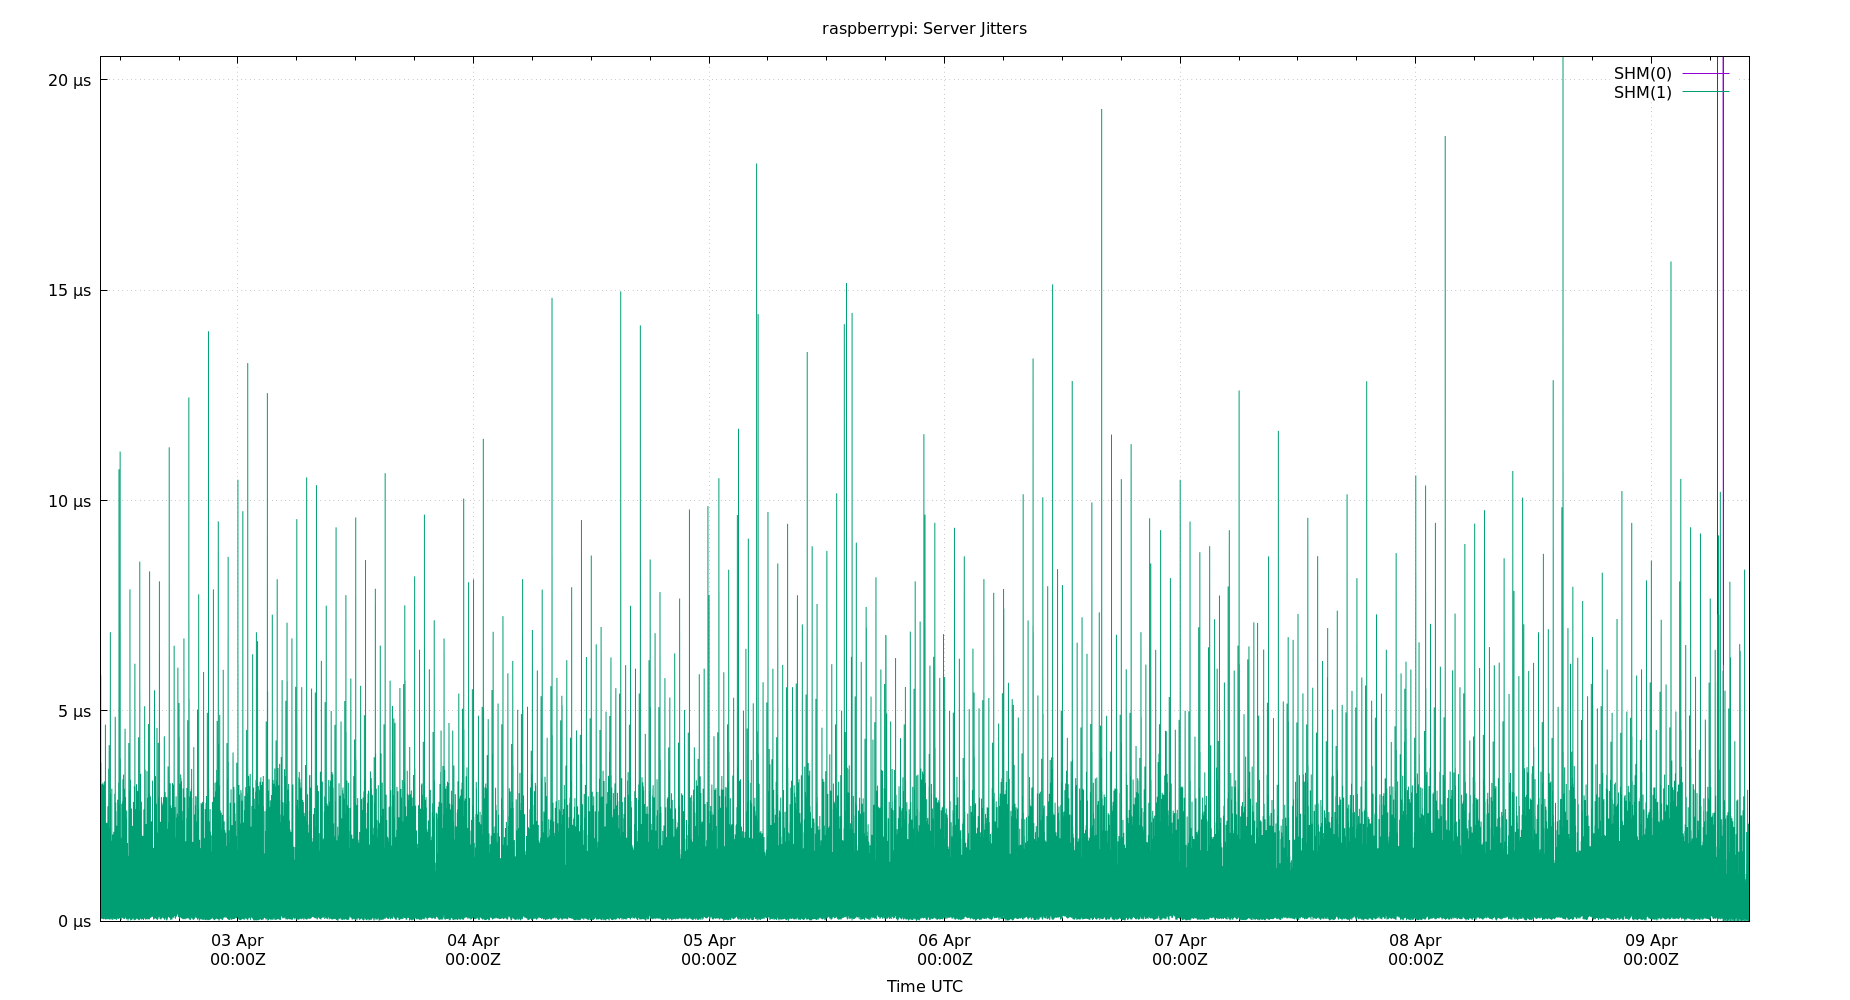 raspberrypi: Server Jitters
SHM(0)
SHM(1)
20 µs
15 µs
10 µs
5 µs
0 µs
03 Apr 04 Apr 05 Apr 06 Apr 07 Apr 08 Apr 09 Apr
00:00Z 00:00Z 00:00Z 00:00Z 00:00Z 00:00Z 00:00Z
Time UTC